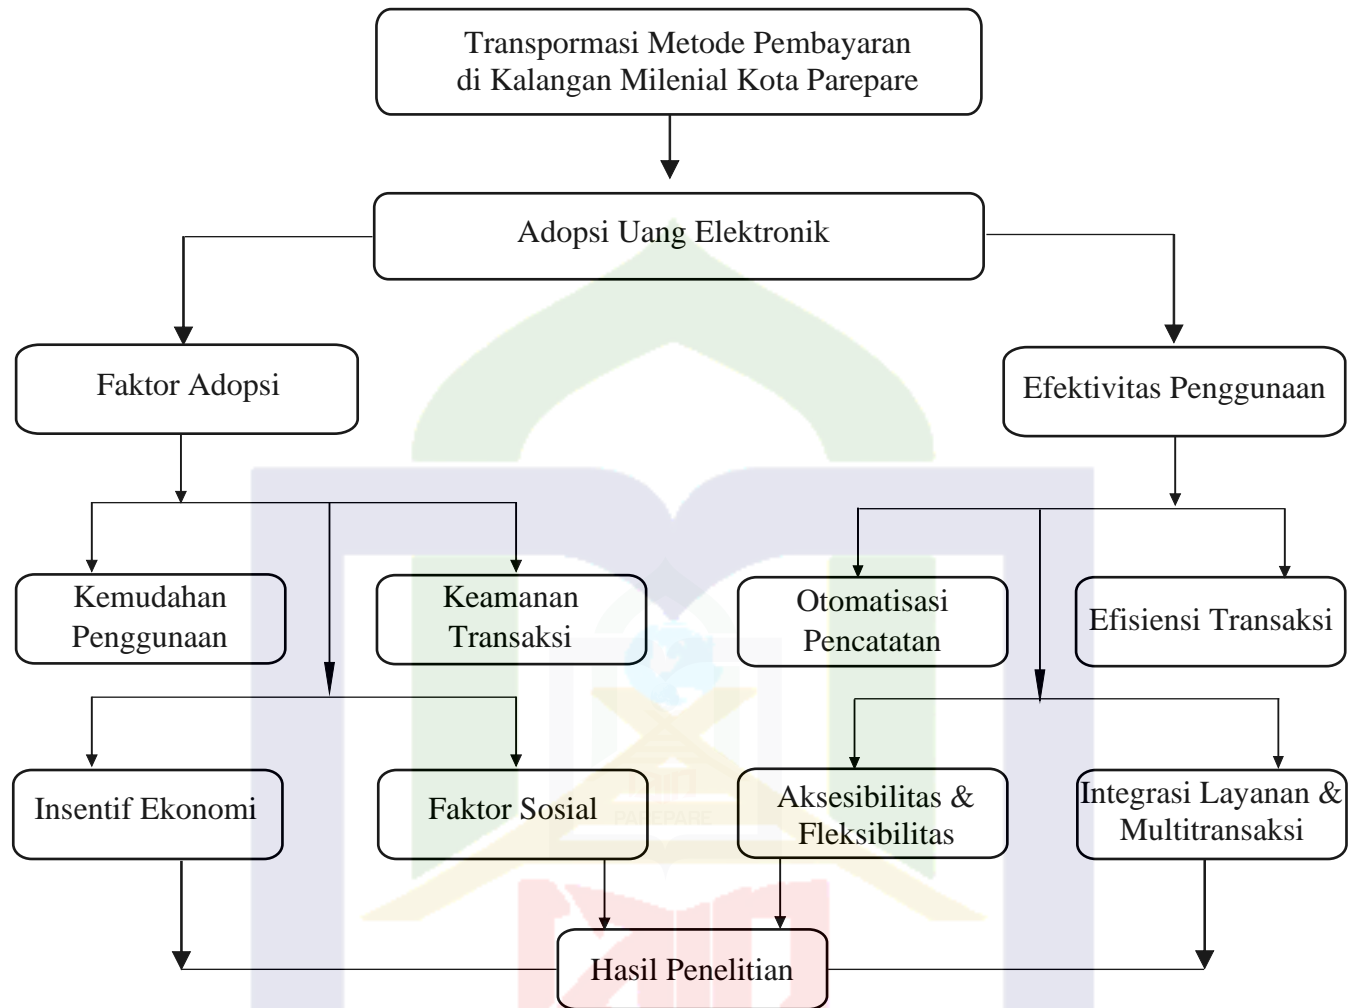 Transpormasi Metode Pembayaran
di Kalangan Milenial Kota Parepare
Adopsi Uang Elektronik
Faktor Adopsi
Efektivitas Penggunaan
Kemudahan
Penggunaan
Keamanan
Transaksi
Otomatisasi
Pencatatan
Efisiensi Transaksi
Insentif Ekonomi
Faktor Sosial
Aksesibilitas &
Fleksibilitas
Integrasi Layanan &
Multitransaksi
PAREPARE
Hasil Penelitian